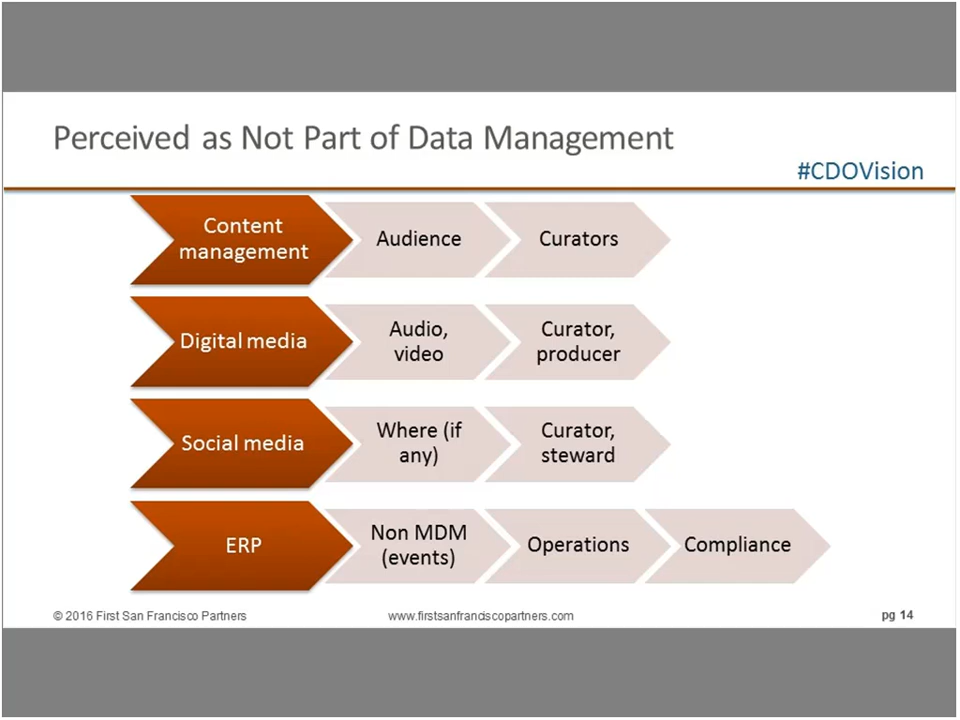 Perceived as Not Part of Data Management
#CDOVision
Content
management
Audience
Curators
Digital media
Audio,
video
Curator,
producer
Social media
Where (if
any)
Curator,
steward
ERP
Non MDM
(events)
Operations
Compliance
© 2016 First San Francisco Partners
www.firstsanfranciscopartners.com
pg 14